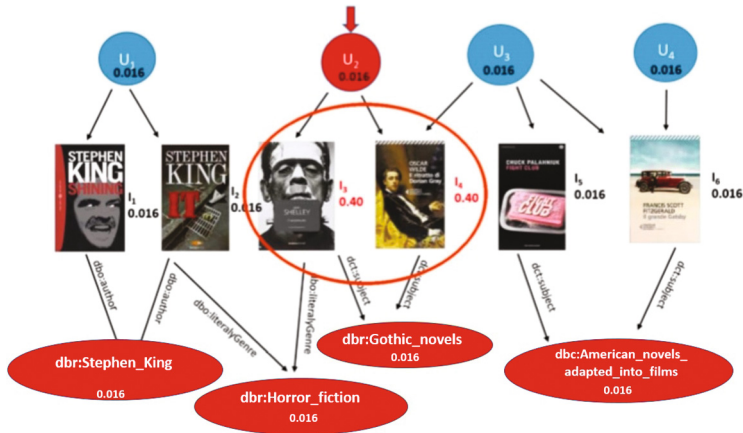 U1
0.016
U2
0.016
U3
0.016
U4
0.016
STEPHEN
KING
SHINING
I1
0.016
STEPHEN
KING
IT
I2
0.016
SHELLEY
I3
0.40
OSCAR
WILDE
Il ritratto di
Dorian Gray
I4
0.40
CHUCK PALAHNIUK
FIGHT CLUB
FIGHT
CLUB
I5
0.016
FRANCIS SCOTT
FITZGERALD
Il grande Gatsby
I6
0.016
dbo:author
dbo:author
dbo:literalyGenre
dbo:literalyGenre
dct:subject
dct:subject
dct:subject
dct:subject
dbr:Stephen_King
0.016
dbr:Horror_fiction
0.016
dbr:Gothic_novels
0.016
dbc:American_novels_
adapted_into_films
0.016